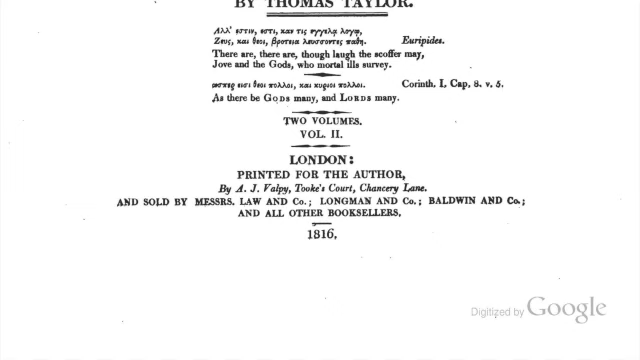 BY THOMAS TAYLOR.
Αλλ' εστιν, εστι, καν τις εγγελᾳ λογῳ,
Ζευς, και θεοι, βροτεια λευσσοντες παθη. Euripides.
There are, there are, though laugh the scoffer may,
Jove and the Gods, who mortal ills survey.
ωσπερ εισι θεοι πολλοι, και κυριοι πολλοι. Corinth. I. Cap. 8. v. 5.
As there be GODS many, and LORDS many.
TWO VOLUMES.
VOL. II.
LONDON:
PRINTED FOR THE AUTHOR,
By A. J. Valpy, Tooke's Court, Chancery Lane.
AND SOLD BY MESSRS. LAW AND Co.; LONGMAN AND Co.; BALDWIN AND Co.;
AND ALL OTHER BOOKSELLERS.
1816.
Digitized by Google